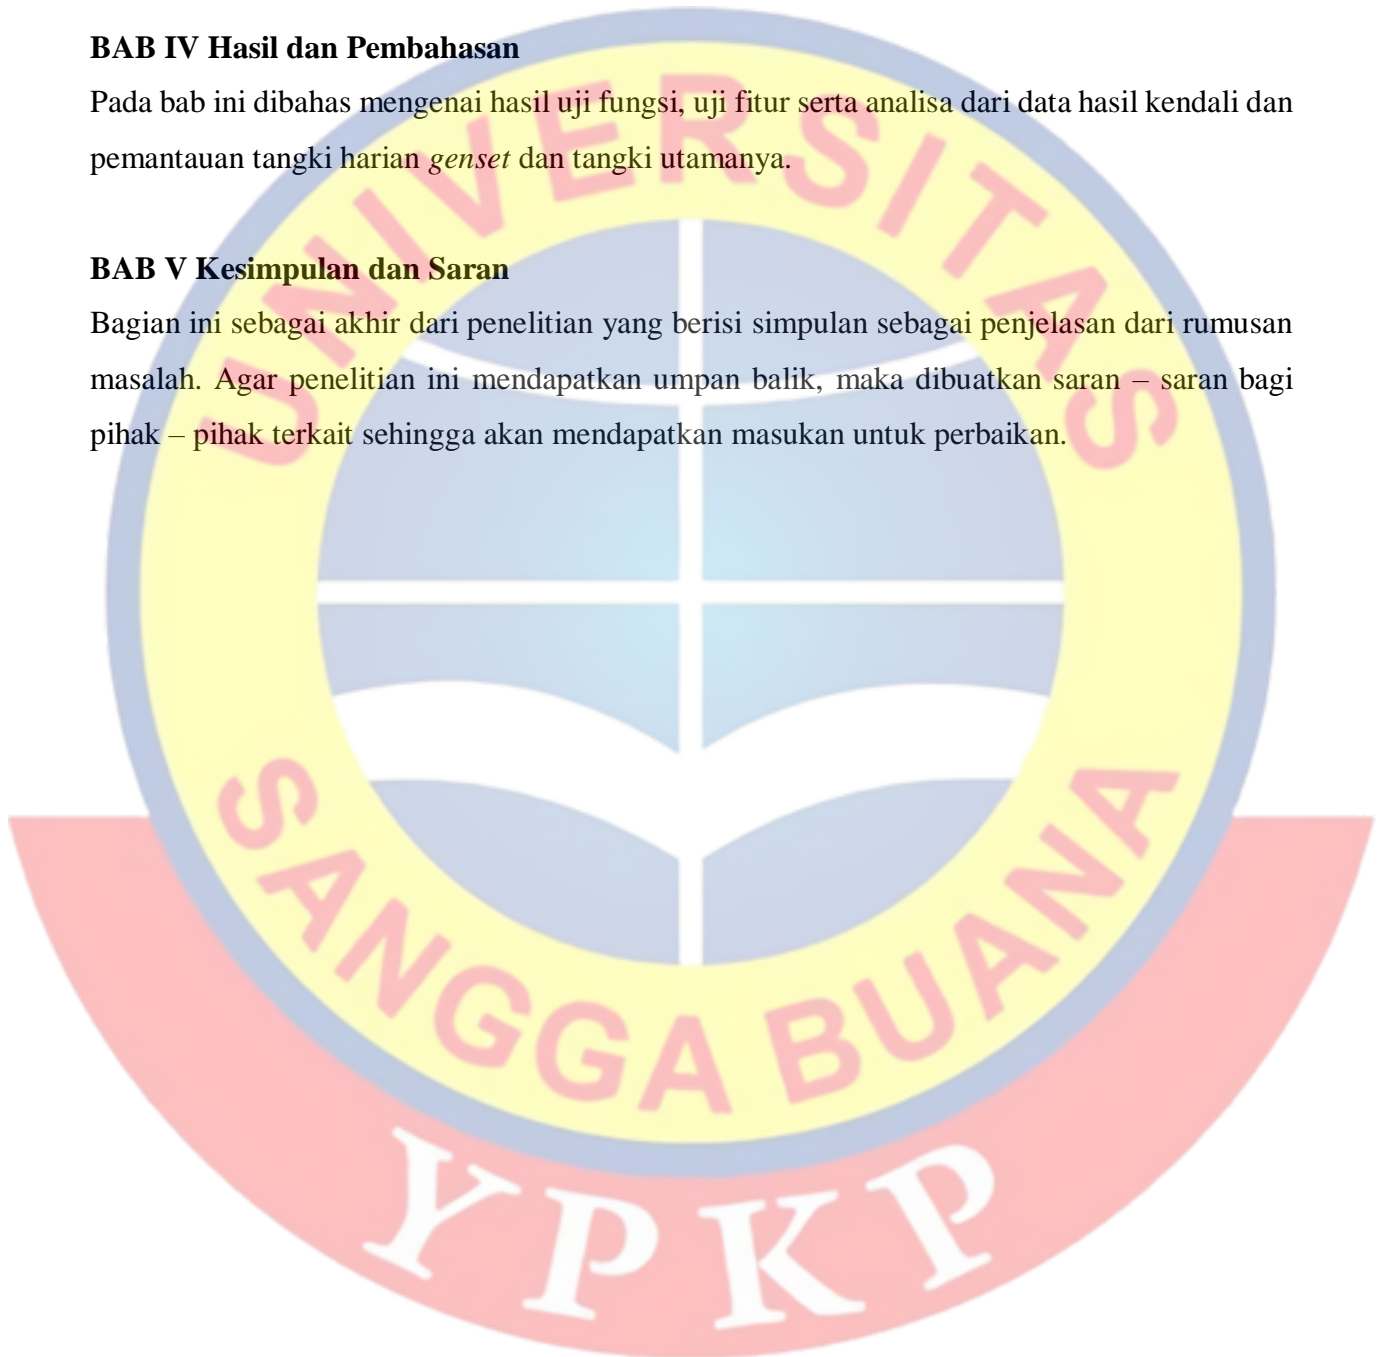 BAB IV Hasil dan Pembahasan
Pada bab ini dibahas mengenai hasil uji fungsi, uji fitur serta analisa dari data hasil kendali dan
pemantauan tangki harian genset dan tangki utamanya.
BAB V Kesimpulan dan Saran
Bagian ini sebagai akhir dari penelitian yang berisi simpulan sebagai penjelasan dari rumusan
masalah. Agar penelitian ini mendapatkan umpan balik, maka dibuatkan saran – saran bagi
pihak – pihak terkait sehingga akan mendapatkan masukan untuk perbaikan.
UNIVERSITAS
SANGGA BUANA
YPKP